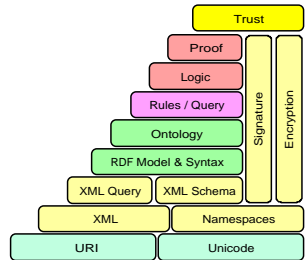 Trust
Proof
Logic
Rules / Query
Signature
Encryption
Ontology
RDF Model & Syntax
XML Query
XML Schema
XML
Namespaces
URI
Unicode